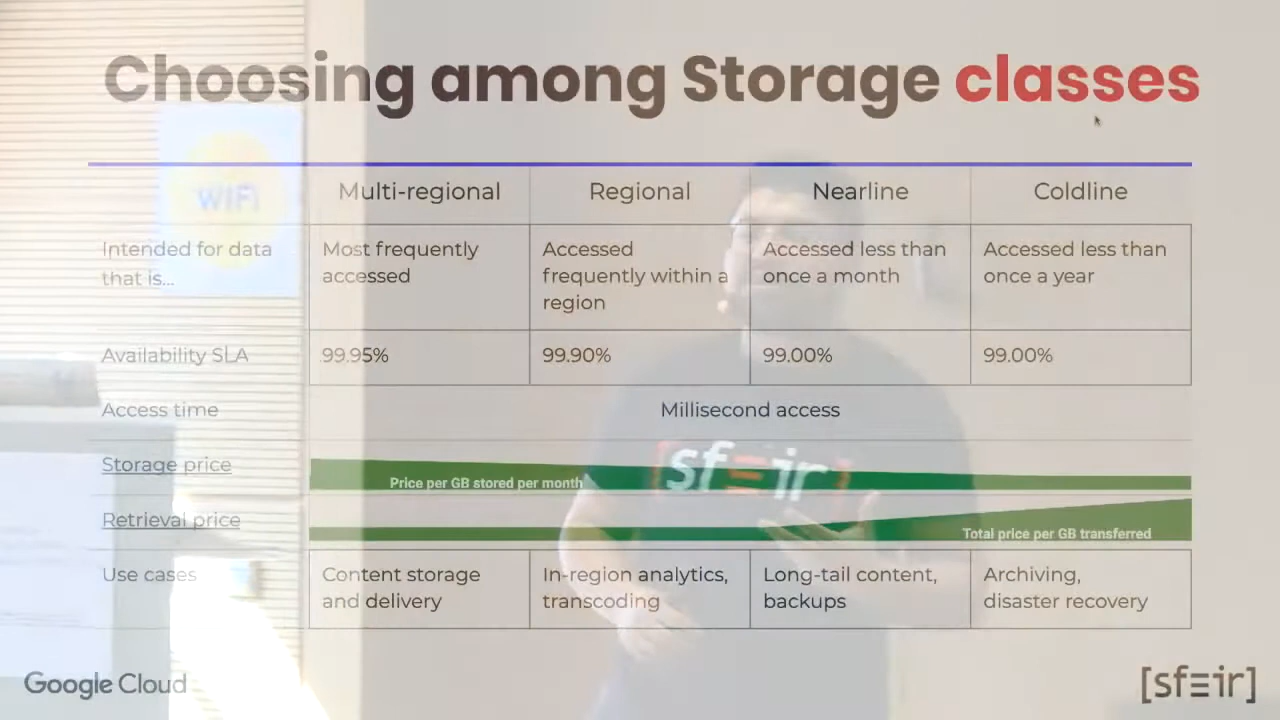 Choosing among Storage classes
WiFi
Multi-regional Regional Nearline Coldline
Intended for data
that is...
Most frequently
accessed
Accessed
frequently within a
region
Accessed less than
once a month
Accessed less than
once a year
Availability SLA 99.95% 99.90% 99.00% 99.00%
Access time Millisecond access
Storage price
Price per GB stored per month
Retrieval price
Total price per GB transferred
Use cases
Content storage
and delivery
In-region analytics,
transcoding
Long-tail content,
backups
Archiving,
disaster recovery
[sfeir]
Google Cloud
[sfeir]